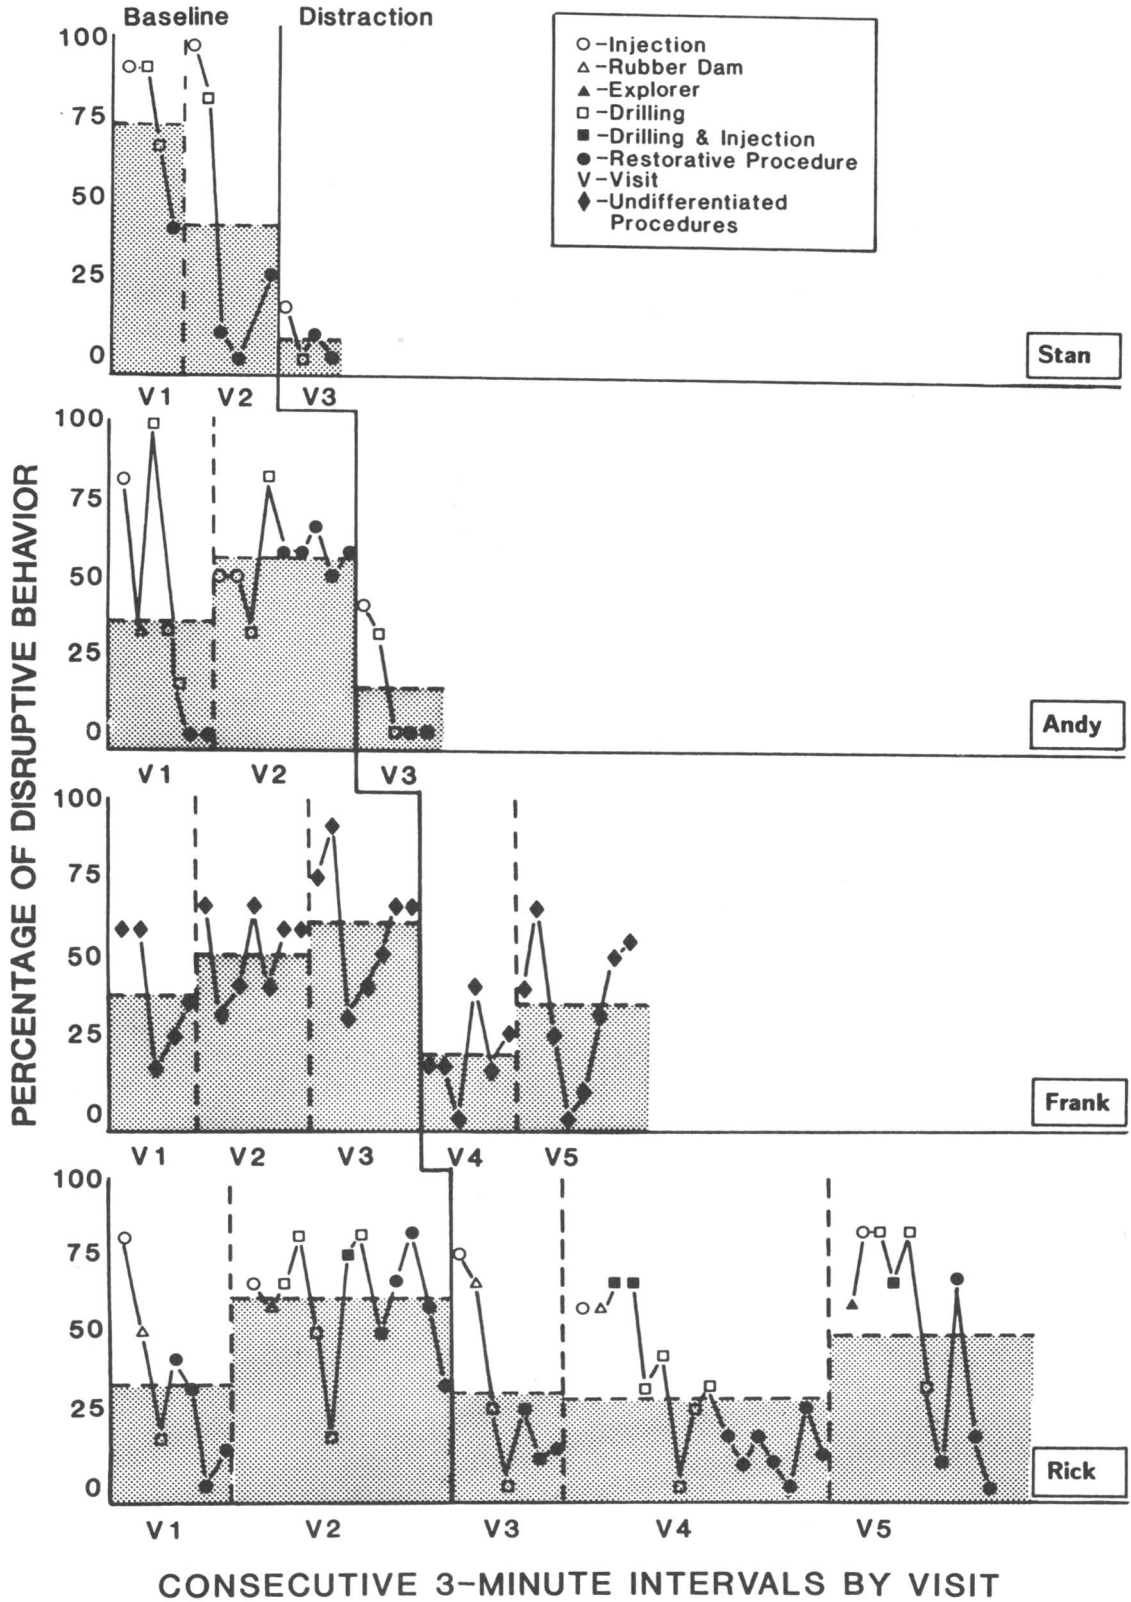 Baseline Distraction
100
75
50
25
0
O-Injection
△-Rubber Dam
▲-Explorer
□-Drilling
■-Drilling & Injection
●-Restorative Procedure
V-Visit
◆-Undifferentiated
Procedures
Stan
V1 V2 V3
100
75
50
25
0
Andy
V1 V2 V3
100
75
50
25
0
Frank
V1 V2 V3 V4 V5
100
75
50
25
0
Rick
V1 V2 V3 V4 V5
PERCENTAGE OF DISRUPTIVE BEHAVIOR
CONSECUTIVE 3-MINUTE INTERVALS BY VISIT